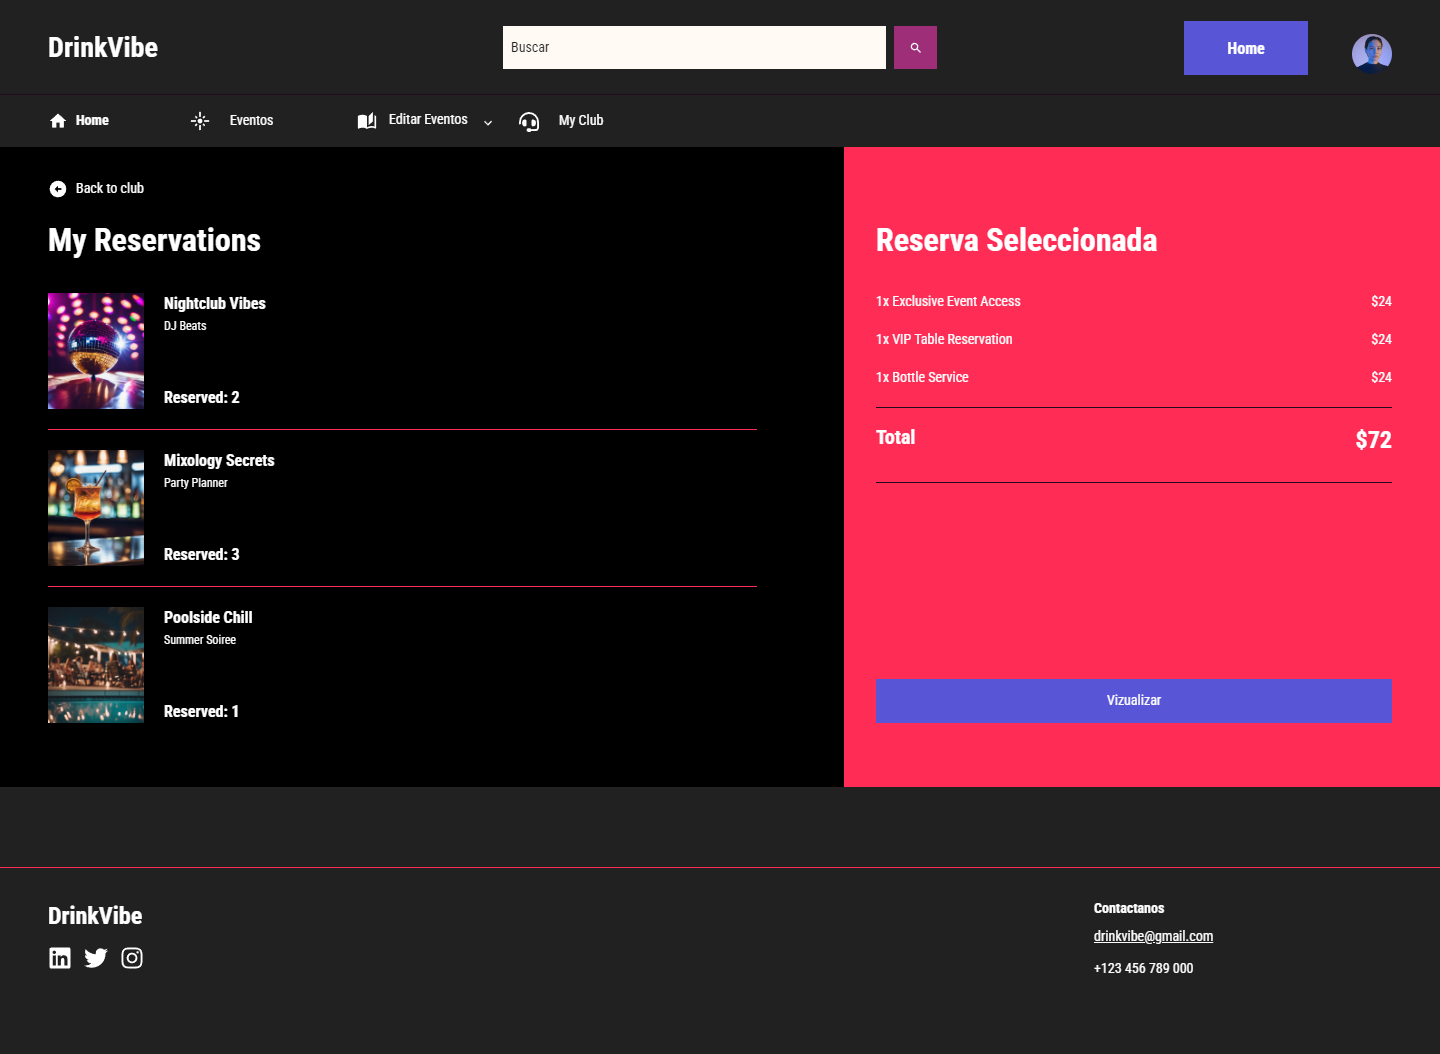 DrinkVibe
Buscar
Home
Home
Eventos
Editar Eventos
My Club
Back to club
My Reservations
Nightclub Vibes
DJ Beats
Reserved: 2
Mixology Secrets
Party Planner
Reserved: 3
Poolside Chill
Summer Soiree
Reserved: 1
Reserva Seleccionada
1x Exclusive Event Access $24
1x VIP Table Reservation $24
1x Bottle Service $24
Total $72
Vizualizar
DrinkVibe
Contactanos
drinkvibe@gmail.com
+123 456 789 000